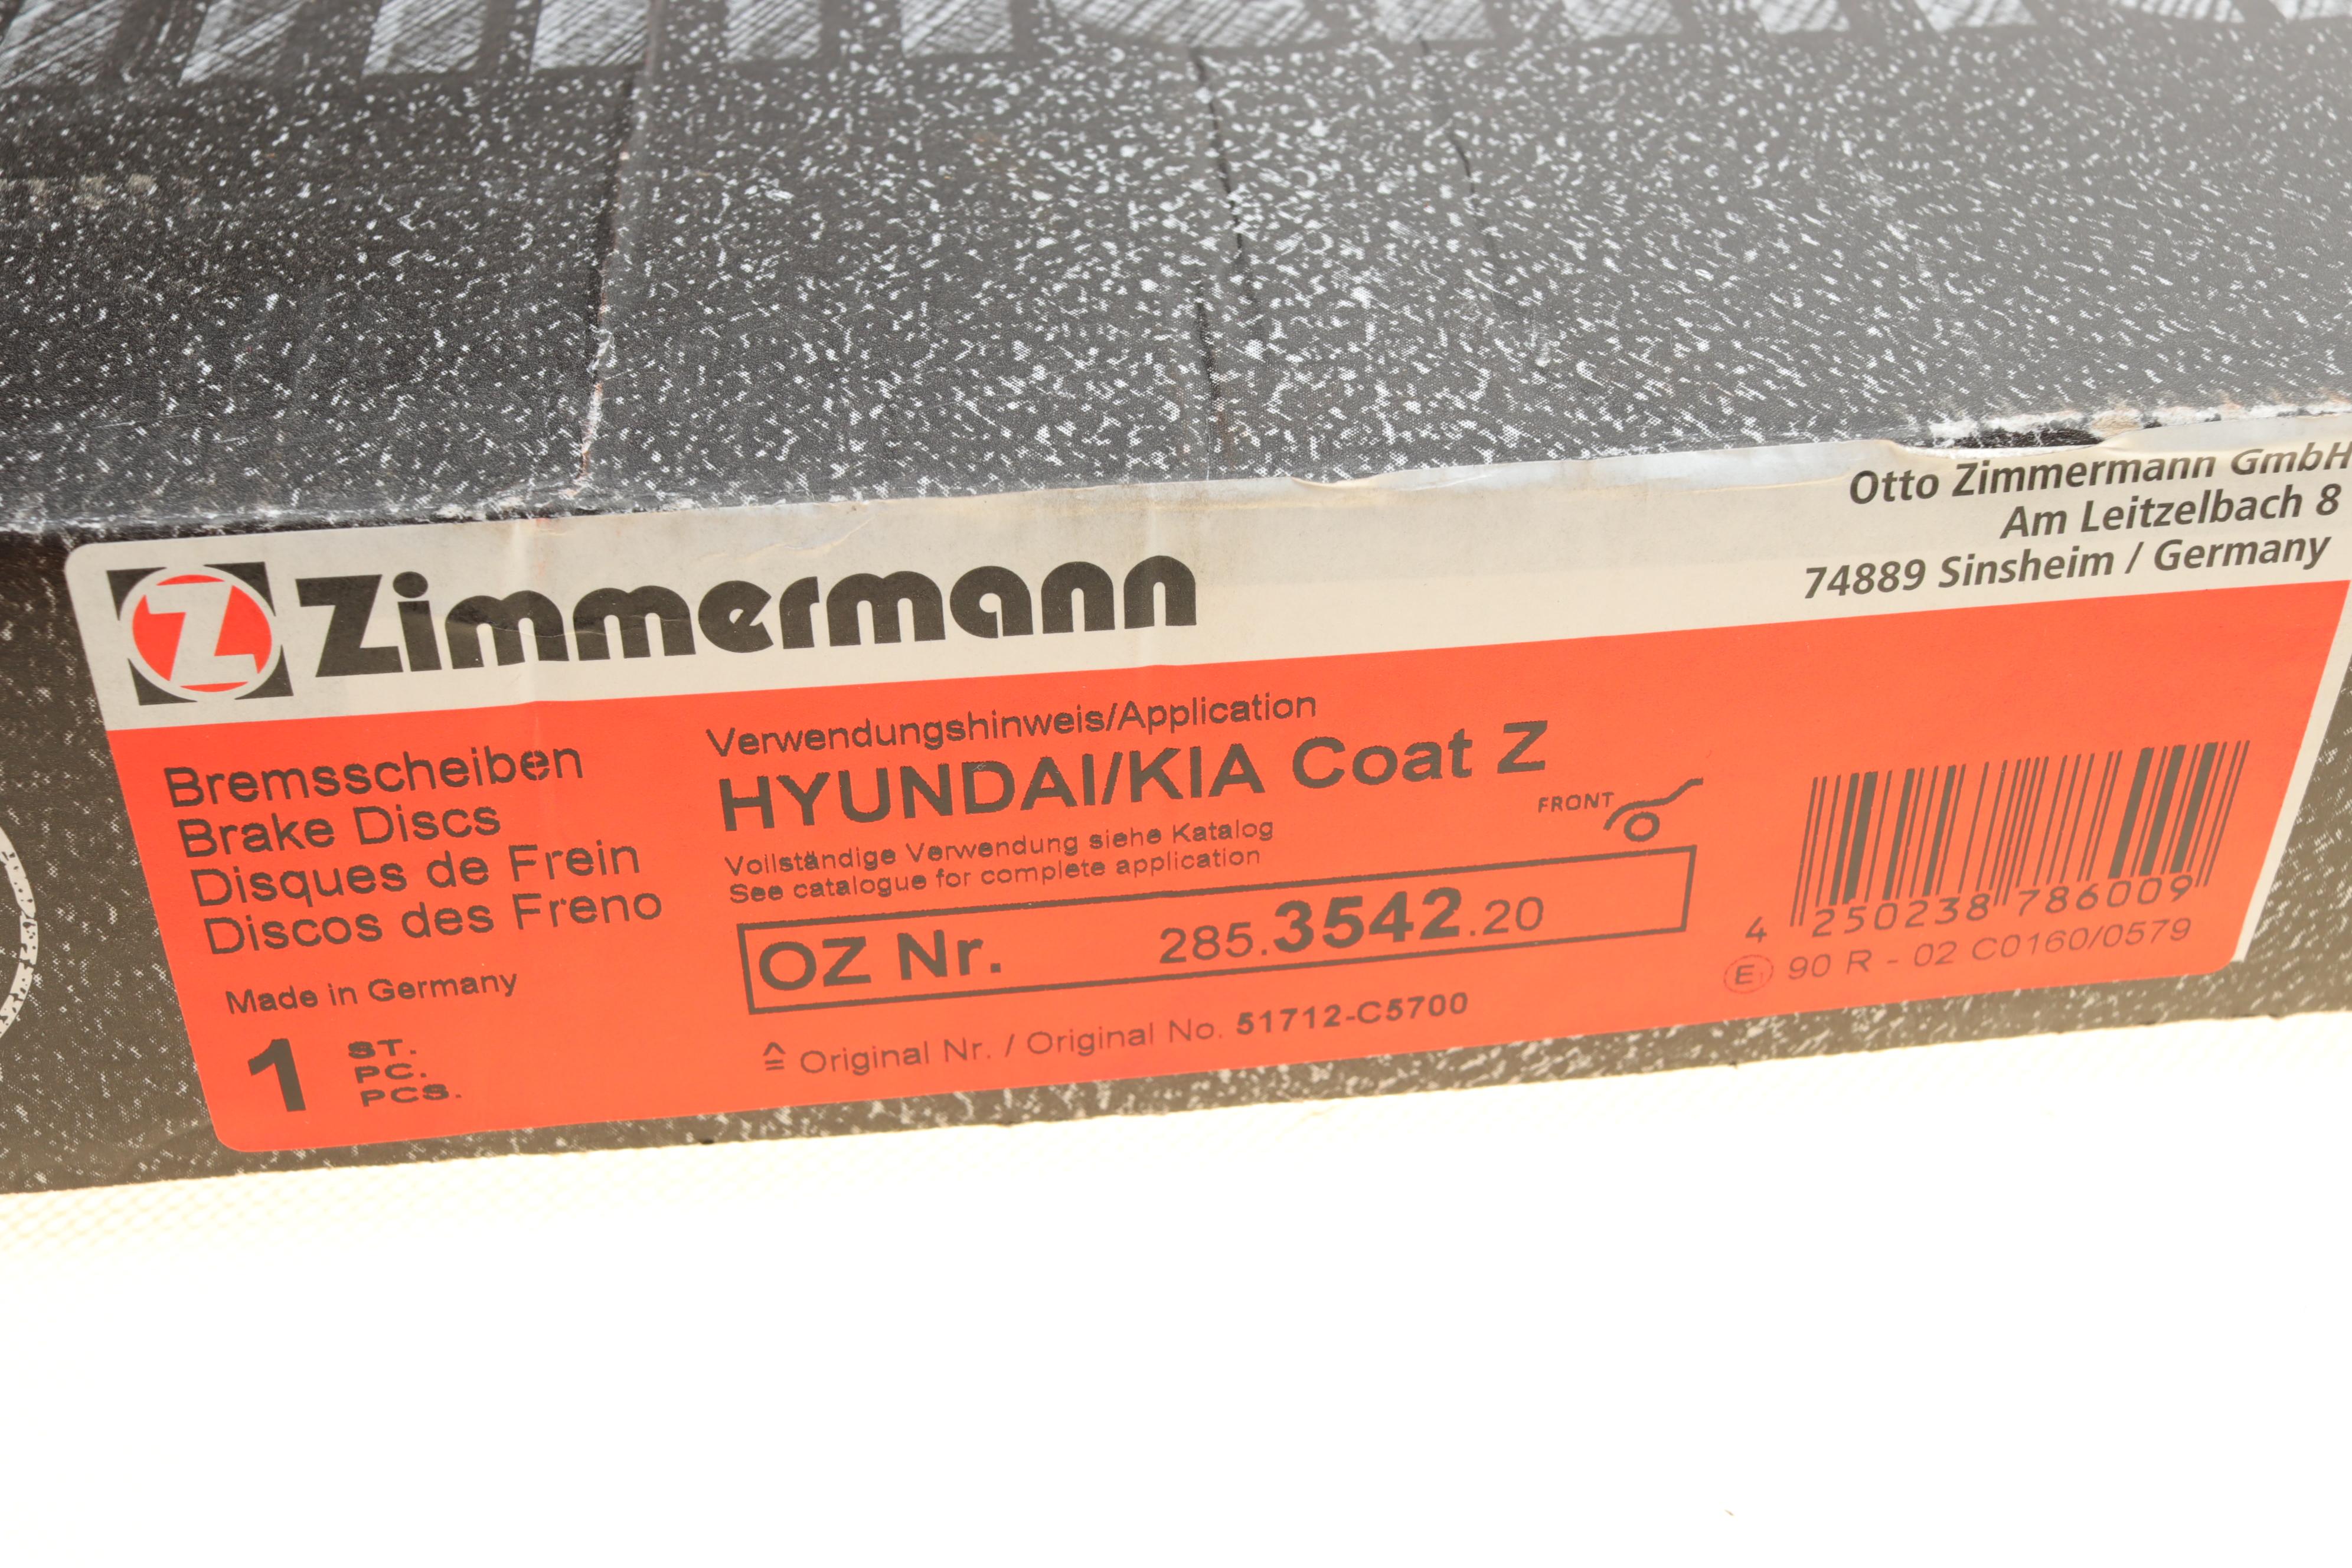 Otto Zimmermann GmbH
Am Leitzelbach 8
74889 Sinsheim / Germany
Z Zimmermann
Bremsscheiben
Brake Discs
Disques de Frein
Discos des Freno
Made in Germany
1 ST.
PC.
PCS.
Verwendungshinweis/Application
HYUNDAI/KIA Coat Z
FRONT
Vollständige Verwendung siehe Katalog
See catalogue for complete application
OZ Nr. 285.3542.20
≙ Original Nr. / Original No. 51712-C5700
4 250238 786009
E1 90 R - 02 C0160/0579